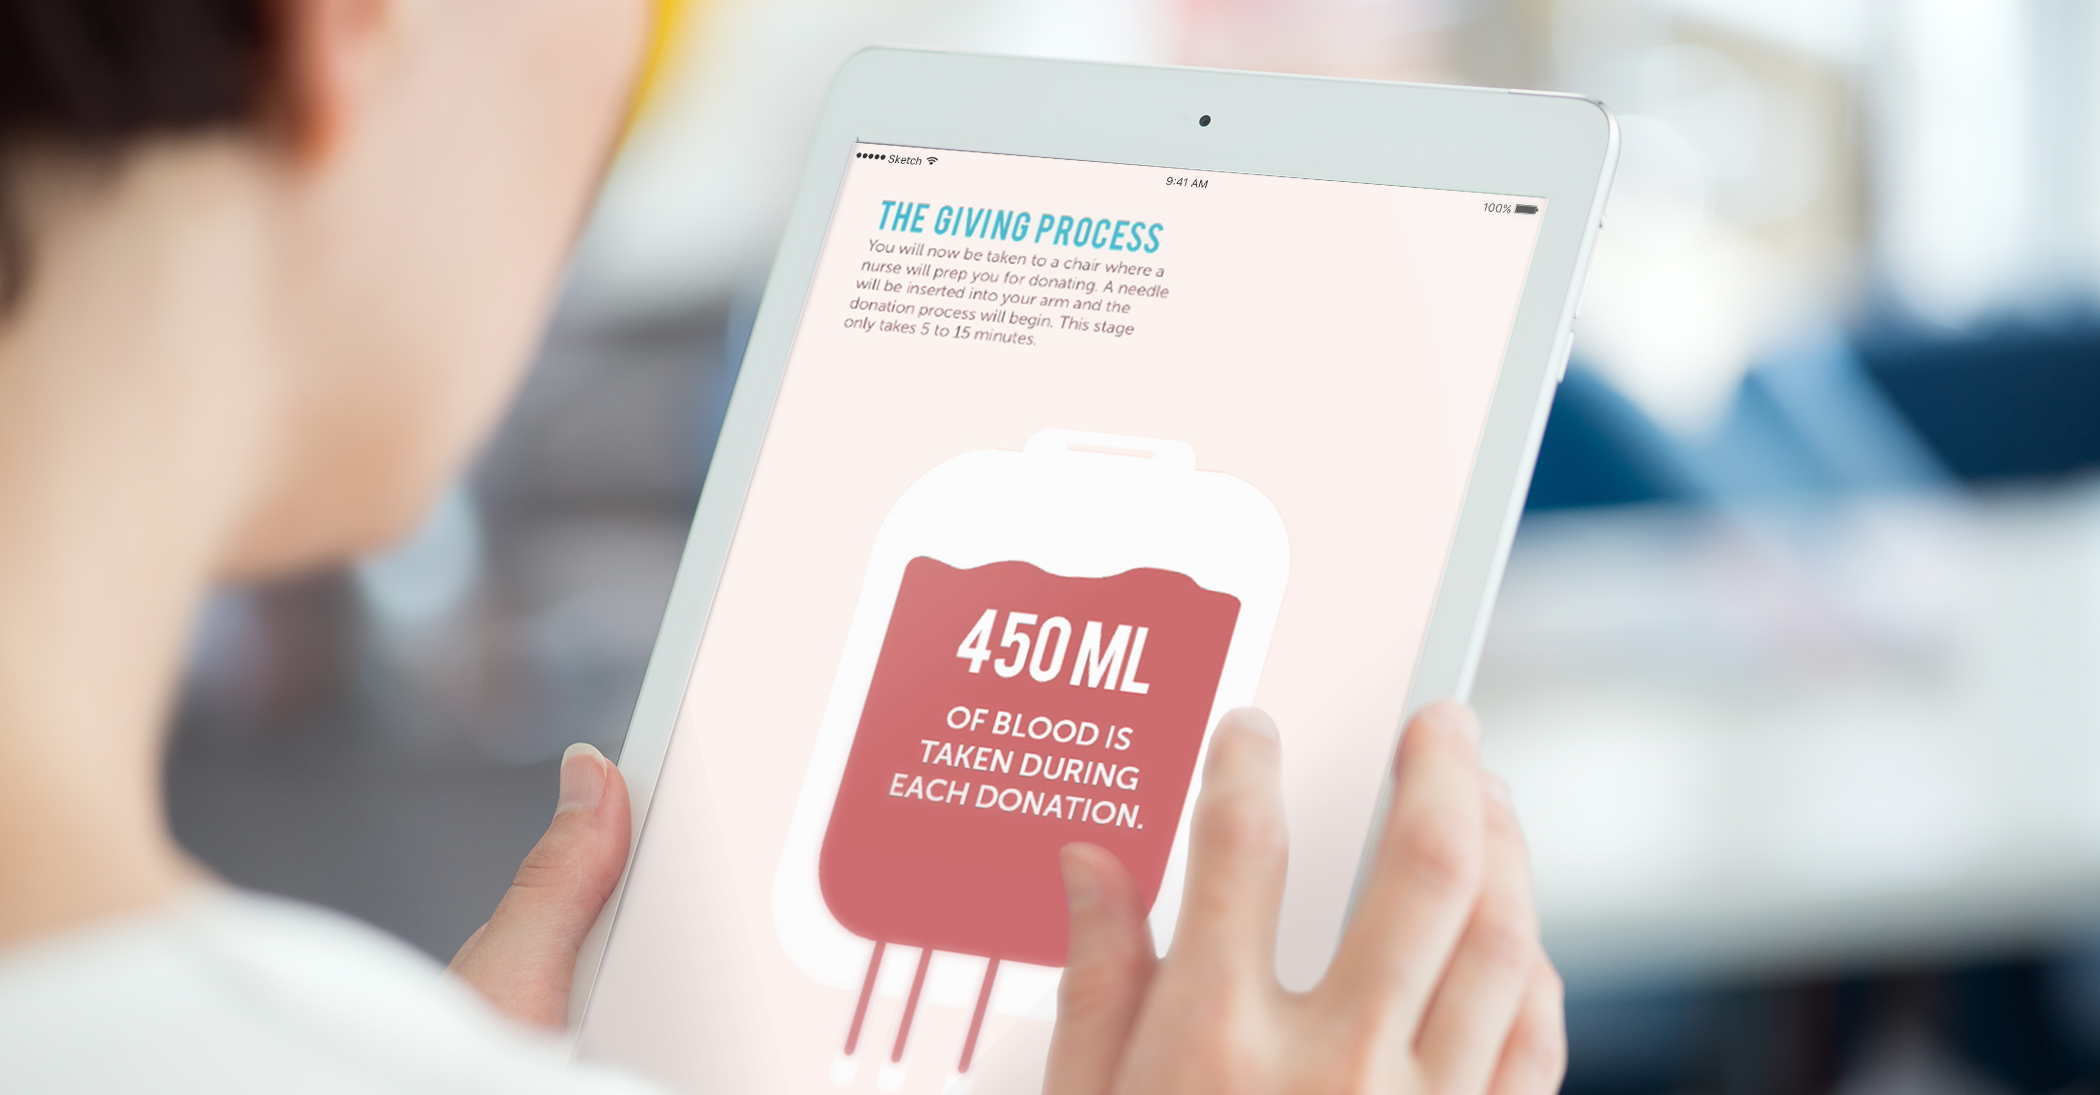 Sketch
9:41 AM
100%
THE GIVING PROCESS
You will now be taken to a chair where a
nurse will prep you for donating. A needle
will be inserted into your arm and the
donation process will begin. This stage
only takes 5 to 15 minutes.
450 ML
OF BLOOD IS
TAKEN DURING
EACH DONATION.